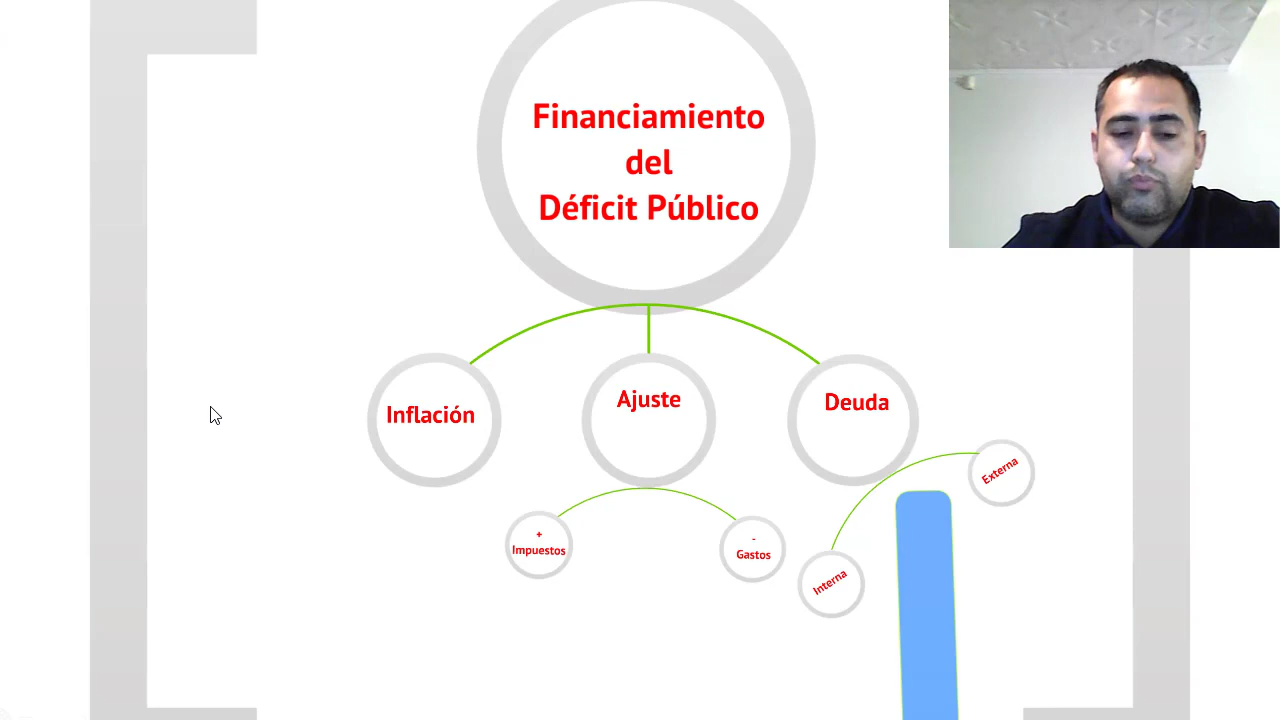 Financiamiento
del
Déficit Público
Inflación
Ajuste
Deuda
+
Impuestos
-
Gastos
Interna
Externa